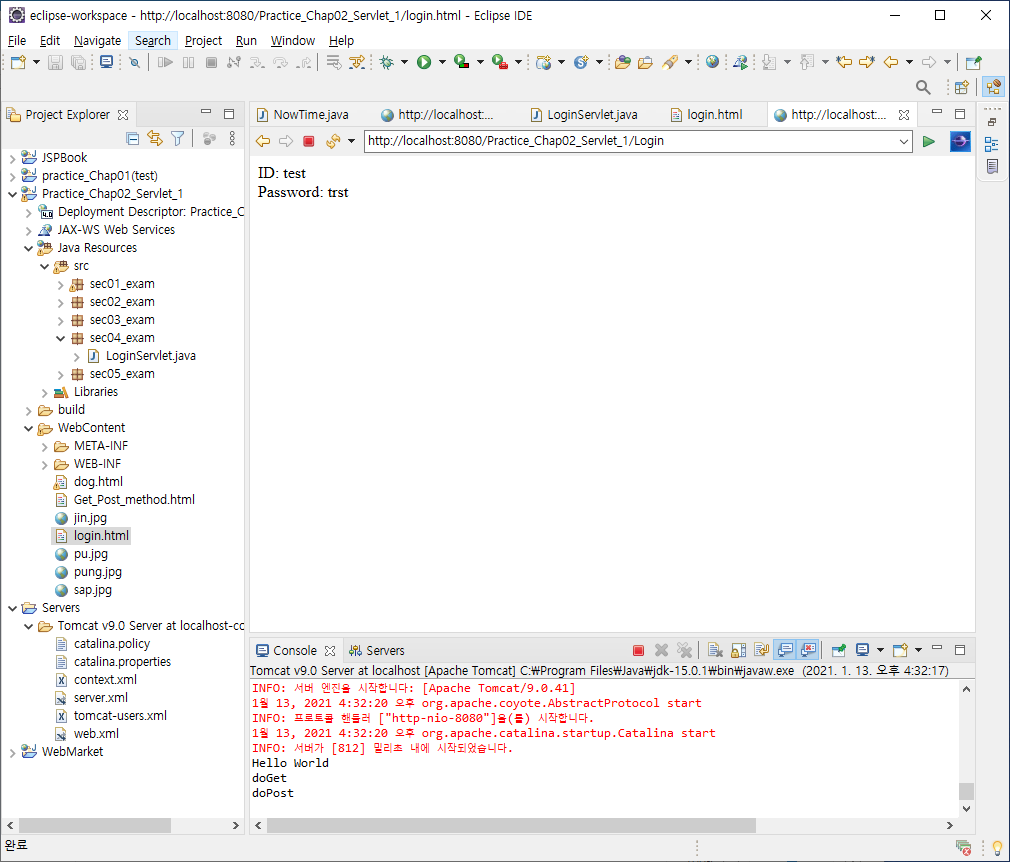 eclipse-workspace - http://localhost:8080/Practice_Chap02_Servlet_1/login.html - Eclipse IDE
File Edit Navigate Search Project Run Window Help
Project Explorer
NowTime.java http://localhost:... LoginServlet.java login.html http://localhost:...
http://localhost:8080/Practice_Chap02_Servlet_1/Login
ID: test
Password: trst
JSPBook
practice_Chap01(test)
Practice_Chap02_Servlet_1
Deployment Descriptor: Practice_C
JAX-WS Web Services
Java Resources
src
sec01_exam
sec02_exam
sec03_exam
sec04_exam
LoginServlet.java
sec05_exam
Libraries
build
WebContent
META-INF
WEB-INF
dog.html
Get_Post_method.html
jin.jpg
login.html
pu.jpg
pung.jpg
sap.jpg
Servers
Tomcat v9.0 Server at localhost-co
catalina.policy
catalina.properties
context.xml
server.xml
tomcat-users.xml
web.xml
WebMarket
Console Servers
Tomcat v9.0 Server at localhost [Apache Tomcat] C:₩Program Files₩Java₩jdk-15.0.1₩bin₩javaw.exe (2021. 1. 13. 오후 4:32:17)
INFO: 서버 엔진을 시작합니다: [Apache Tomcat/9.0.41]
1월 13, 2021 4:32:20 오후 org.apache.coyote.AbstractProtocol start
INFO: 프로토콜 핸들러 ["http-nio-8080"]을(를) 시작합니다.
1월 13, 2021 4:32:20 오후 org.apache.catalina.startup.Catalina start
INFO: 서버가 [812] 밀리초 내에 시작되었습니다.
Hello World
doGet
doPost
완료